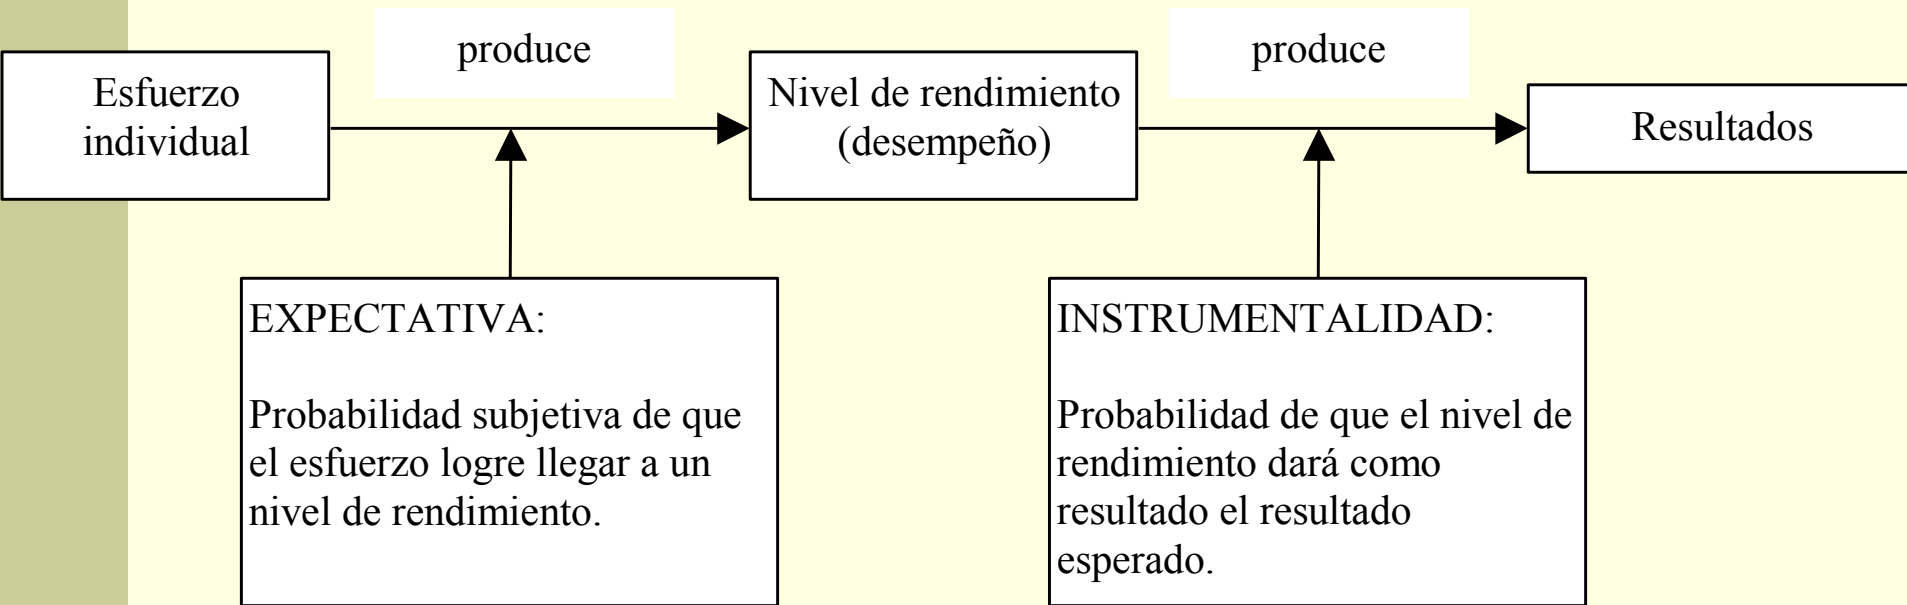 produce
produce
Esfuerzo
individual
Nivel de rendimiento
(desempeño)
Resultados
EXPECTATIVA:
Probabilidad subjetiva de que
el esfuerzo logre llegar a un
nivel de rendimiento.
INSTRUMENTALIDAD:
Probabilidad de que el nivel de
rendimiento dará como
resultado el resultado
esperado.